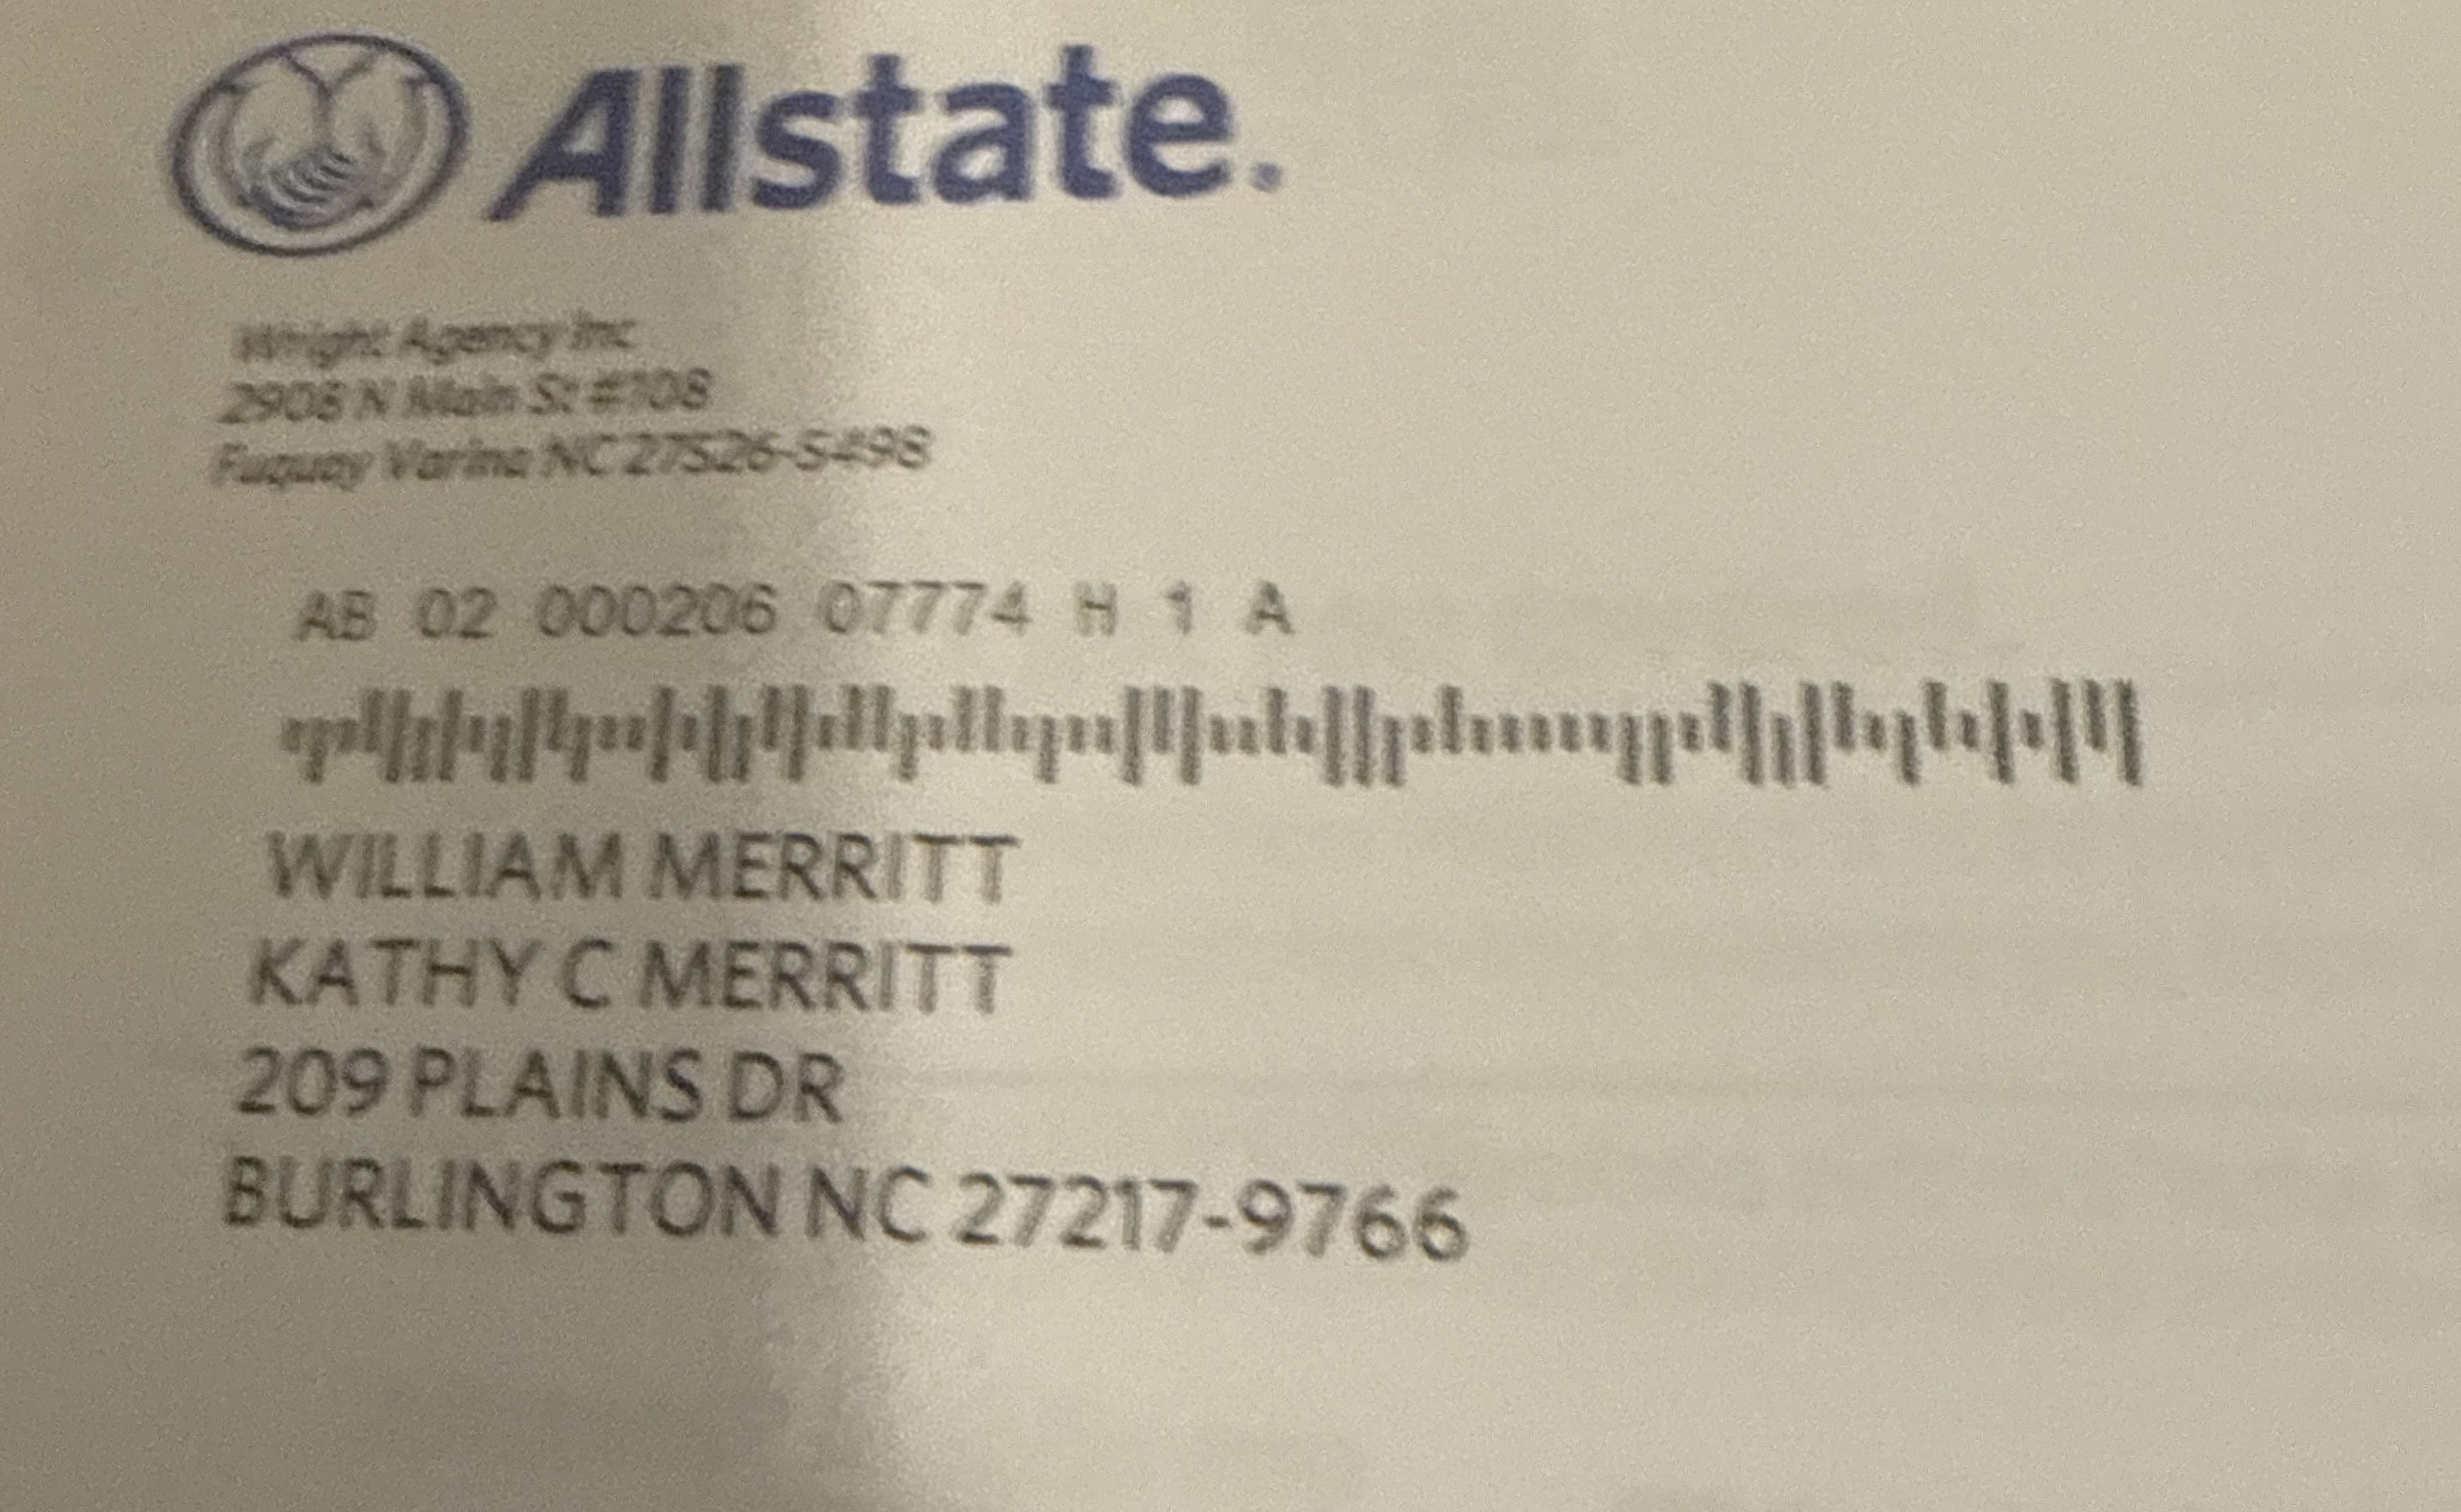 Allstate®
Wright Agency Inc
2908 N Main St #108
Fuquay Varina NC 27526-5498
AB 02 000206 07774 H 1 A
WILLIAM MERRITT
KATHY C MERRITT
209 PLAINS DR
BURLINGTON NC 27217-9766